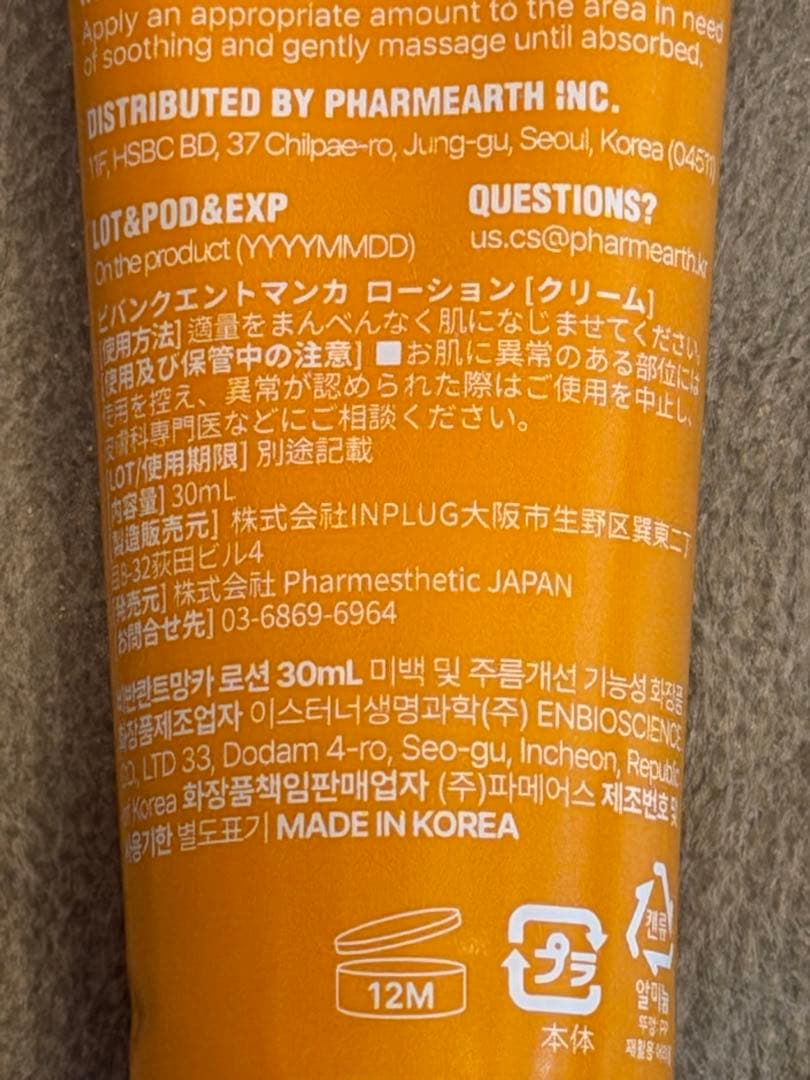 Apply an appropriate amount to the area in need
of soothing and gently massage until absorbed.
DISTRIBUTED BY PHARMEARTH INC.
11F, HSBC BD, 37 Chilpae-ro, Jung-gu, Seoul, Korea (04511)
LOT&POD&EXP
On the product (YYYYMMDD)
QUESTIONS?
us.cs@pharmearth.kr
ビバンクエントマンカ ローション [クリーム]
[使用方法] 適量をまんべんなく肌になじませてください。
[使用及び保管中の注意] ■お肌に異常のある部位には
使用を控え、異常が認められた際はご使用を中止し、
皮膚科専門医などにご相談ください。
[LOT/使用期限] 別途記載
[内容量] 30mL
[製造販売元] 株式会社INPLUG大阪市生野区巽東二丁
目8-32荻田ビル4
[発売元] 株式会社 Pharmesthetic JAPAN
[お問合せ先] 03-6869-6964
비반콴트망카 로션 30mL 미백 및 주름개선 기능성 화장품
화장품제조업자 이스터너생명과학(주) ENBIOSCIENCE
CO., LTD 33, Dodam 4-ro, Seo-gu, Incheon, Republic
of Korea 화장품책임판매업자 (주)파메어스 제조번호 및
사용기한 별도표기 MADE IN KOREA
12M
プラ
本体
캔류
알미늄
뚜껑: PP